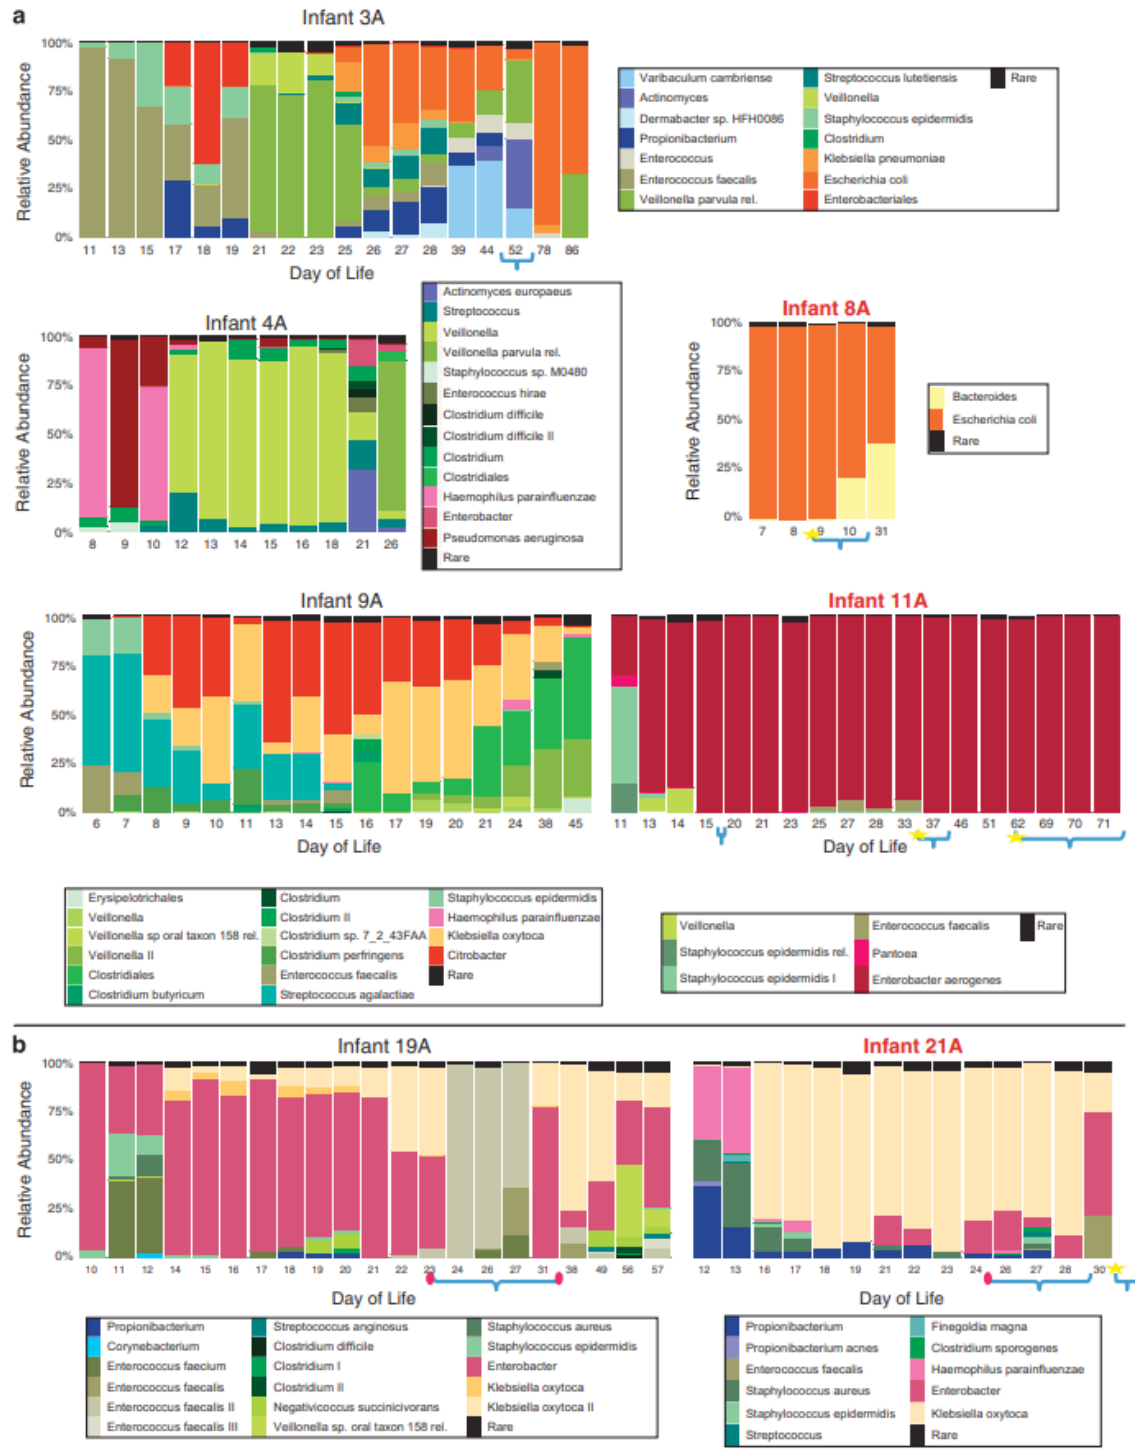 a
Infant 3A
Relative Abundance
100%
75%
50%
25%
0%
11 13 15 17 18 19 21 22 23 25 26 27 28 39 44 52 78 86
Day of Life
Varibaculum cambriense
Actinomyces
Dermabacter sp. HFH0086
Propionibacterium
Enterococcus
Enterococcus faecalis
Veillonella parvula rel.
Streptococcus lutetiensis
Veillonella
Staphylococcus epidermidis
Clostridium
Klebsiella pneumoniae
Escherichia coli
Enterobacteriales
Rare
Infant 4A
Relative Abundance
100%
75%
50%
25%
0%
8 9 10 12 13 14 15 16 18 21 26
Actinomyces europaeus
Streptococcus
Veillonella
Veillonella parvula rel.
Staphylococcus sp. M0480
Enterococcus hirae
Clostridium difficile
Clostridium difficile II
Clostridium
Clostridiales
Haemophilus parainfluenzae
Enterobacter
Pseudomonas aeruginosa
Rare
Infant 8A
Relative Abundance
100%
75%
50%
25%
0%
7 8 9 10 31
Bacteroides
Escherichia coli
Rare
Infant 9A
Relative Abundance
100%
75%
50%
25%
0%
6 7 8 9 10 11 13 14 15 16 17 19 20 21 24 38 45
Day of Life
Infant 11A
11 13 14 15 20 21 23 25 27 28 33 37 46 51 62 69 70 71
Day of Life
Erysipelotrichales
Veillonella
Veillonella sp oral taxon 158 rel.
Veillonella II
Clostridiales
Clostridium butyricum
Clostridium
Clostridium II
Clostridium sp. 7_2_43FAA
Clostridium perfringens
Enterococcus faecalis
Streptococcus agalactiae
Staphylococcus epidermidis
Haemophilus parainfluenzae
Klebsiella oxytoca
Citrobacter
Rare
Veillonella
Staphylococcus epidermidis rel.
Staphylococcus epidermidis I
Enterococcus faecalis
Pantoea
Enterobacter aerogenes
Rare
b
Infant 19A
Relative Abundance
100%
75%
50%
25%
0%
10 11 12 14 15 16 17 18 19 20 21 22 23 24 26 27 31 38 49 56 57
Day of Life
Infant 21A
12 13 16 17 18 19 21 22 23 24 26 27 28 30
Day of Life
Propionibacterium
Corynebacterium
Enterococcus faecium
Enterococcus faecalis
Enterococcus faecalis II
Enterococcus faecalis III
Streptococcus anginosus
Clostridium difficile
Clostridium I
Clostridium II
Negativicoccus succinicivorans
Veillonella sp. oral taxon 158 rel.
Staphylococcus aureus
Staphylococcus epidermidis
Enterobacter
Klebsiella oxytoca
Klebsiella oxytoca II
Rare
Propionibacterium
Propionibacterium acnes
Enterococcus faecalis
Staphylococcus aureus
Staphylococcus epidermidis
Streptococcus
Finegoldia magna
Clostridium sporogenes
Haemophilus parainfluenzae
Enterobacter
Klebsiella oxytoca
Rare